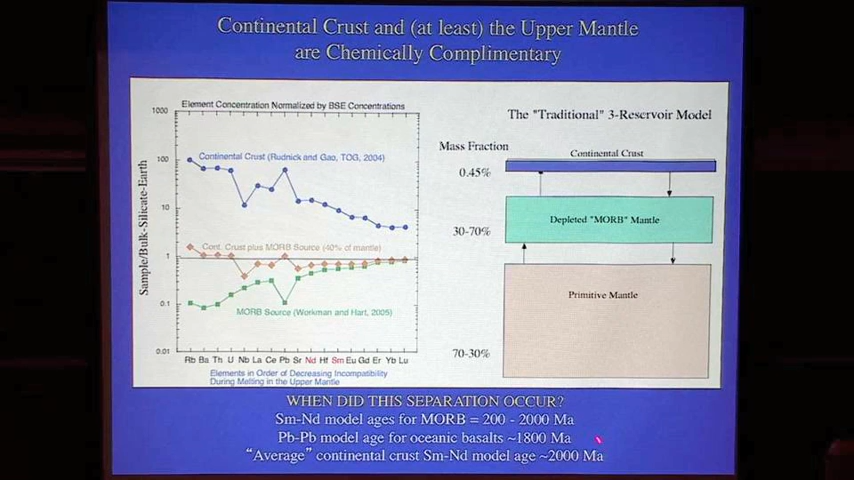 Continental Crust and (at least) the Upper Mantle
are Chemically Complimentary
Element Concentration Normalized by BSE Concentrations
Sample/Bulk-Silicate-Earth
1000
100
10
1
0.1
0.01
Continental Crust (Rudnick and Gao, TOG, 2004)
Cont. Crust plus MORB Source (40% of mantle)
MORB Source (Workman and Hart, 2005)
Rb Ba Th U Nb La Ce Pb Sr Nd Hf Sm Eu Gd Er Yb Lu
Elements in Order of Decreasing Incompatibility
During Melting in the Upper Mantle
The "Traditional" 3-Reservoir Model
Mass Fraction
Continental Crust
0.45%
Depleted "MORB" Mantle
30-70%
Primitive Mantle
70-30%
WHEN DID THIS SEPARATION OCCUR?
Sm-Nd model ages for MORB = 200 - 2000 Ma
Pb-Pb model age for oceanic basalts ~1800 Ma
“Average” continental crust Sm-Nd model age ~2000 Ma